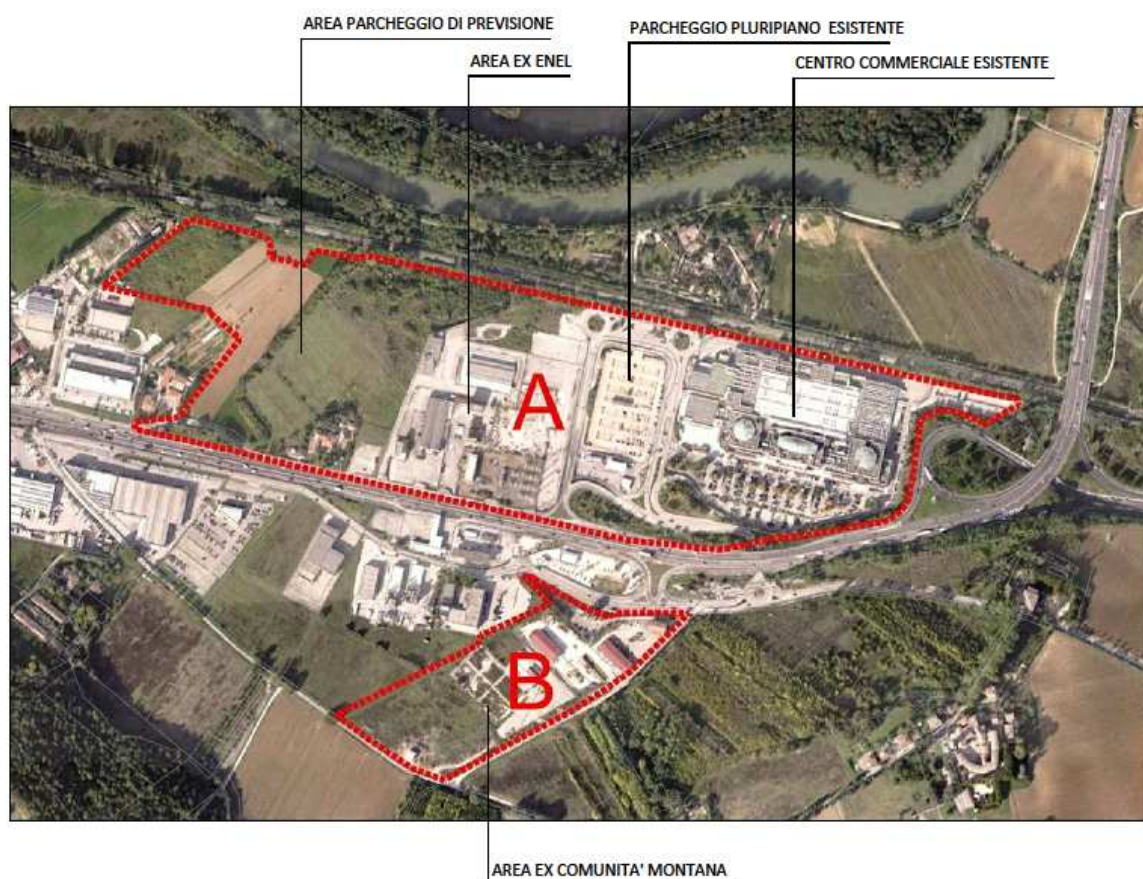 AREA PARCHEGGIO DI PREVISIONE
PARCHEGGIO PLURIPIANO ESISTENTE
AREA EX ENEL
CENTRO COMMERCIALE ESISTENTE
A
B
AREA EX COMUNITA' MONTANA